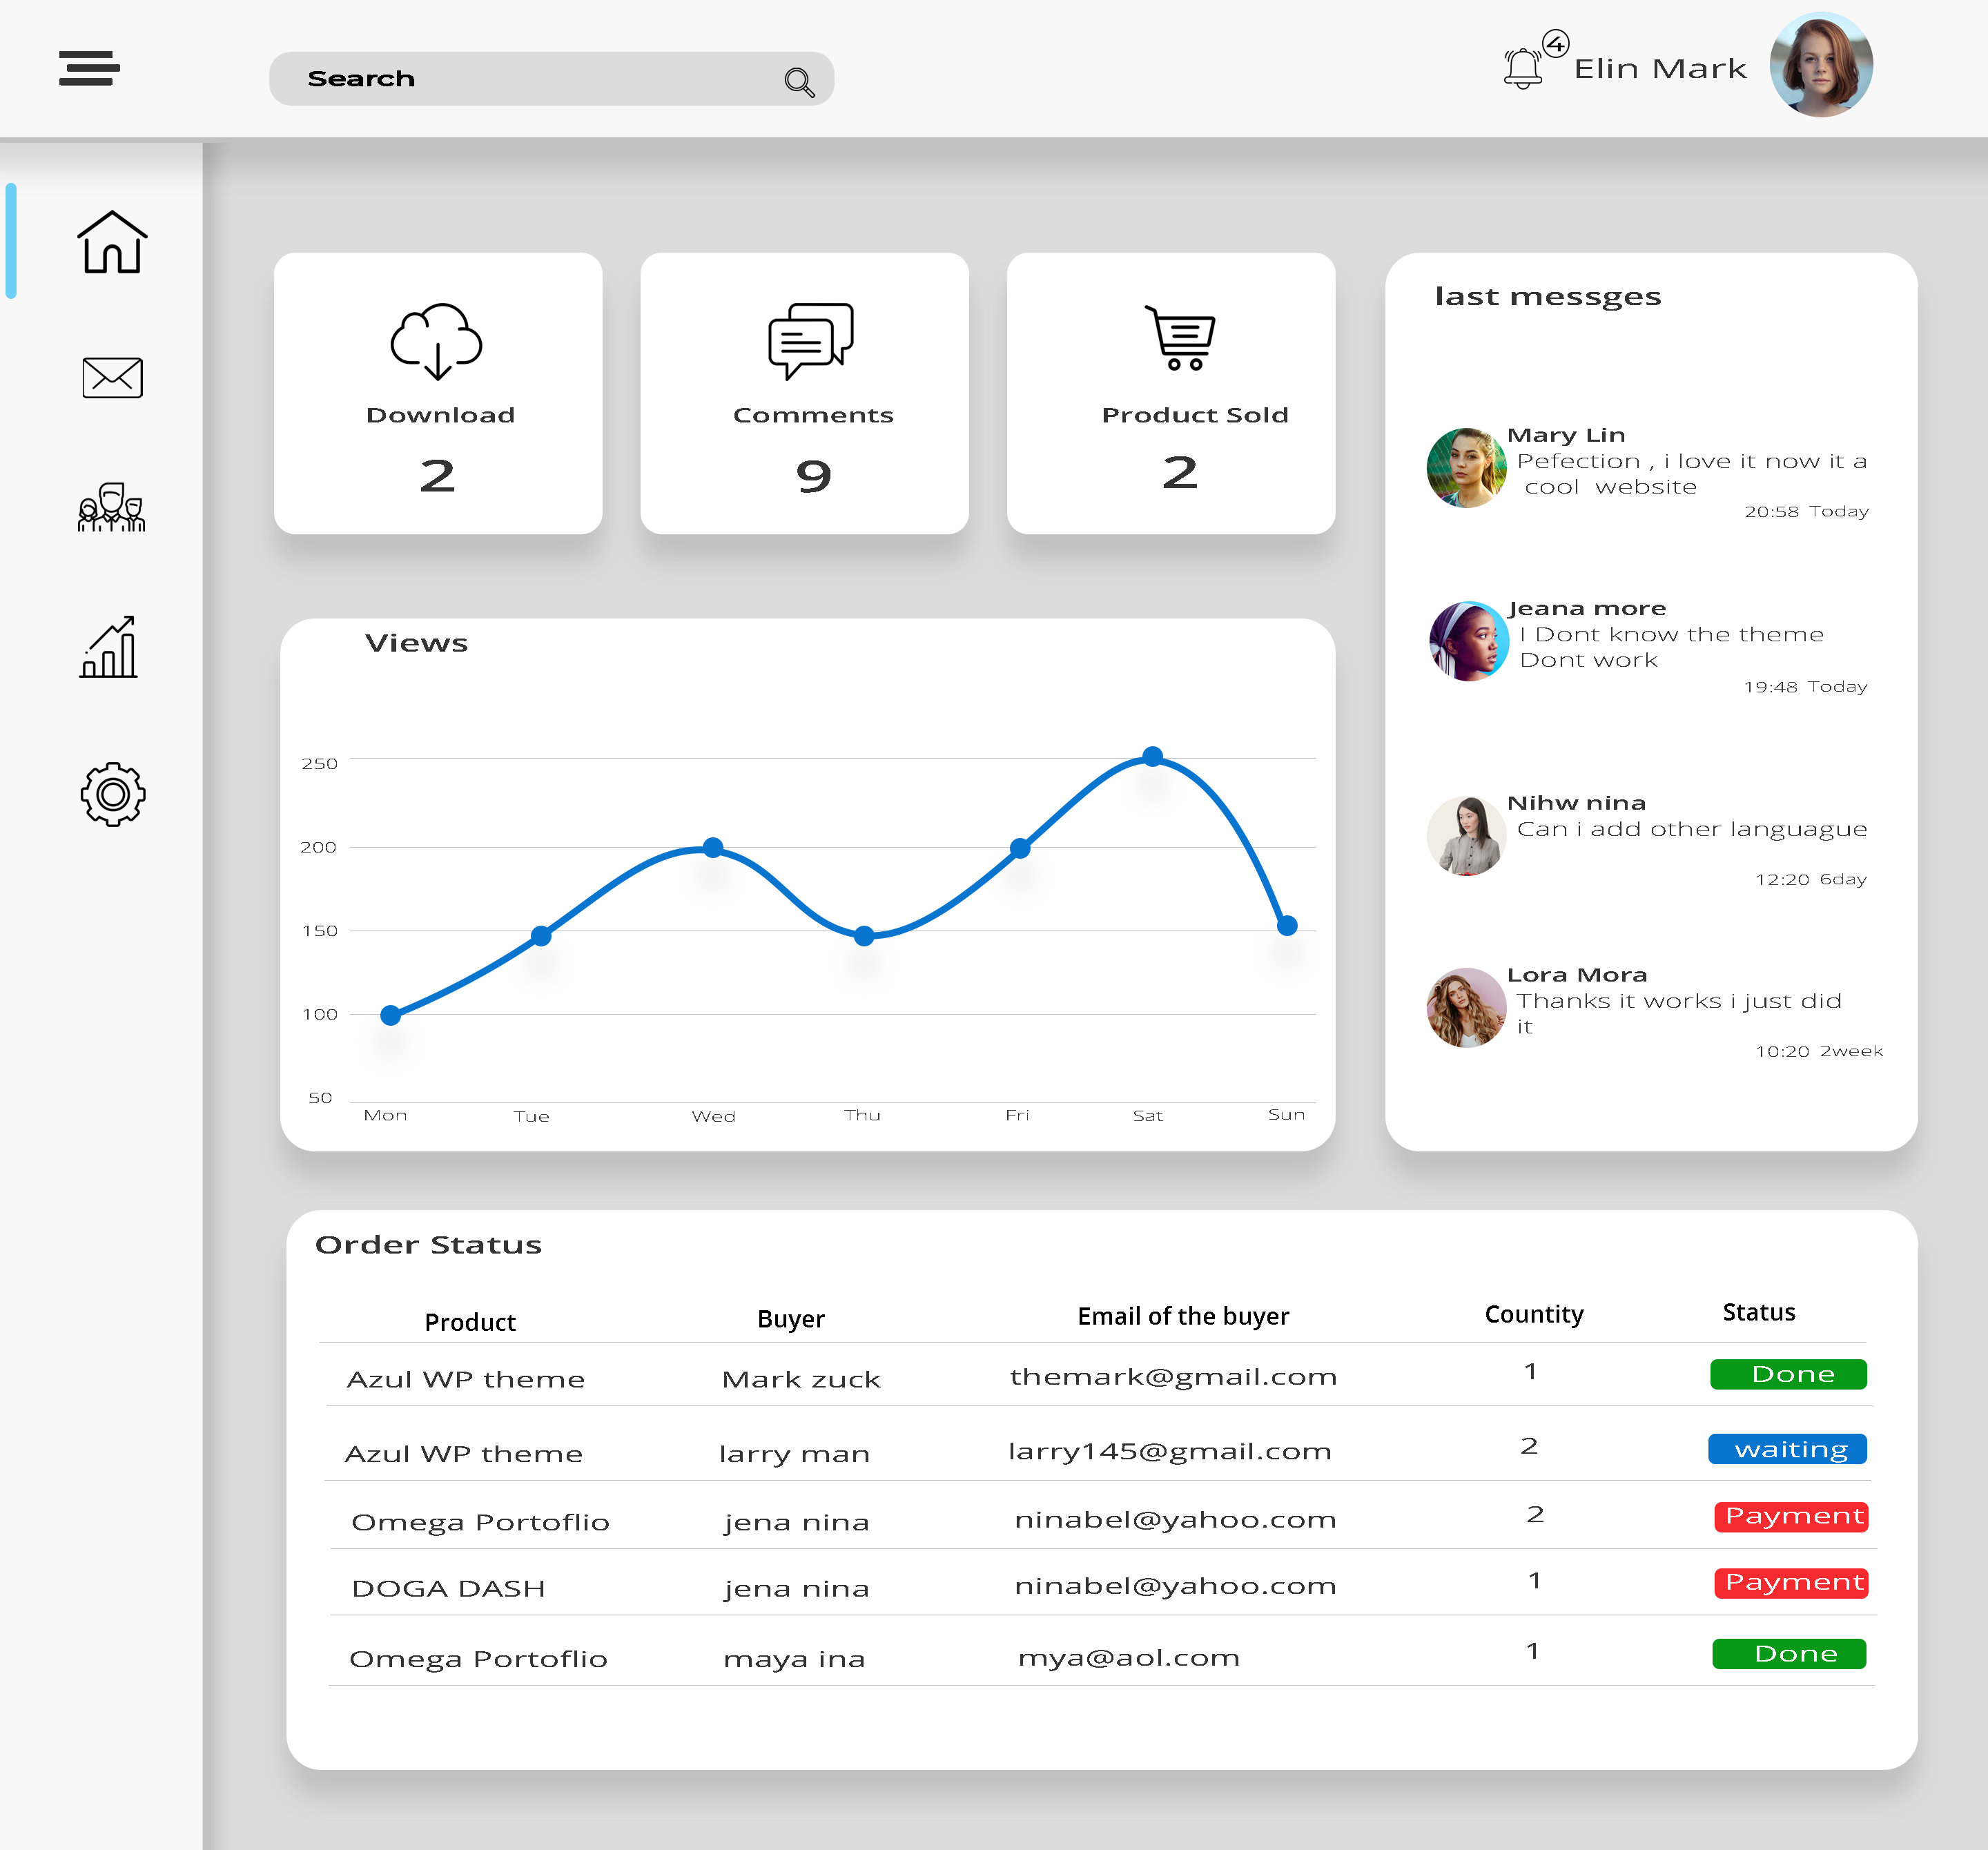 Search
4
Elin Mark
Download
2
Comments
9
Product Sold
2
last messges
Mary Lin
Pefection , i love it now it a
cool website
20:58 Today
Jeana more
I Dont know the theme
Dont work
19:48 Today
Nihw nina
Can i add other languague
12:20 6day
Lora Mora
Thanks it works i just did
it
10:20 2week
Views
250
200
150
100
50
Mon Tue Wed Thu Fri Sat Sun
Order Status
Product Buyer Email of the buyer Countity Status
Azul WP theme Mark zuck themark@gmail.com 1 Done
Azul WP theme larry man larry145@gmail.com 2 waiting
Omega Portoflio jena nina ninabel@yahoo.com 2 Payment
DOGA DASH jena nina ninabel@yahoo.com 1 Payment
Omega Portoflio maya ina mya@aol.com 1 Done